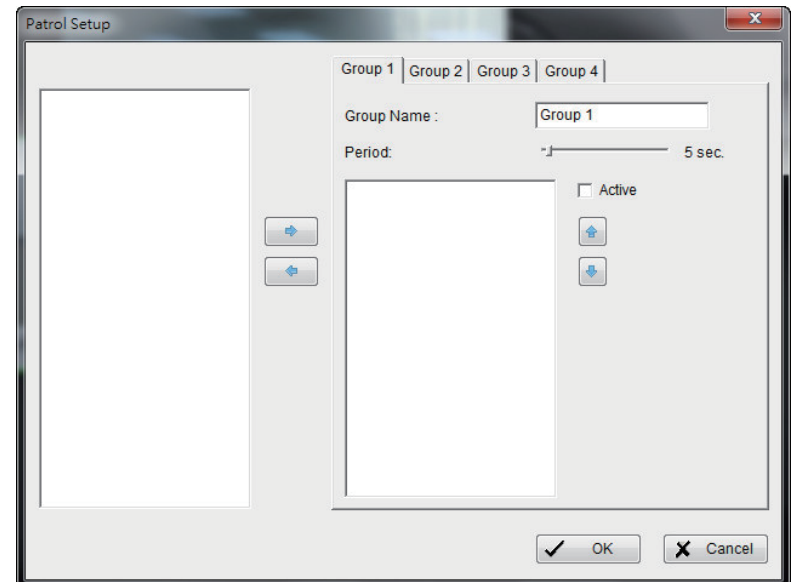 Patrol Setup
Group 1 Group 2 Group 3 Group 4
Group Name : Group 1
Period: 5 sec.
Active
OK Cancel